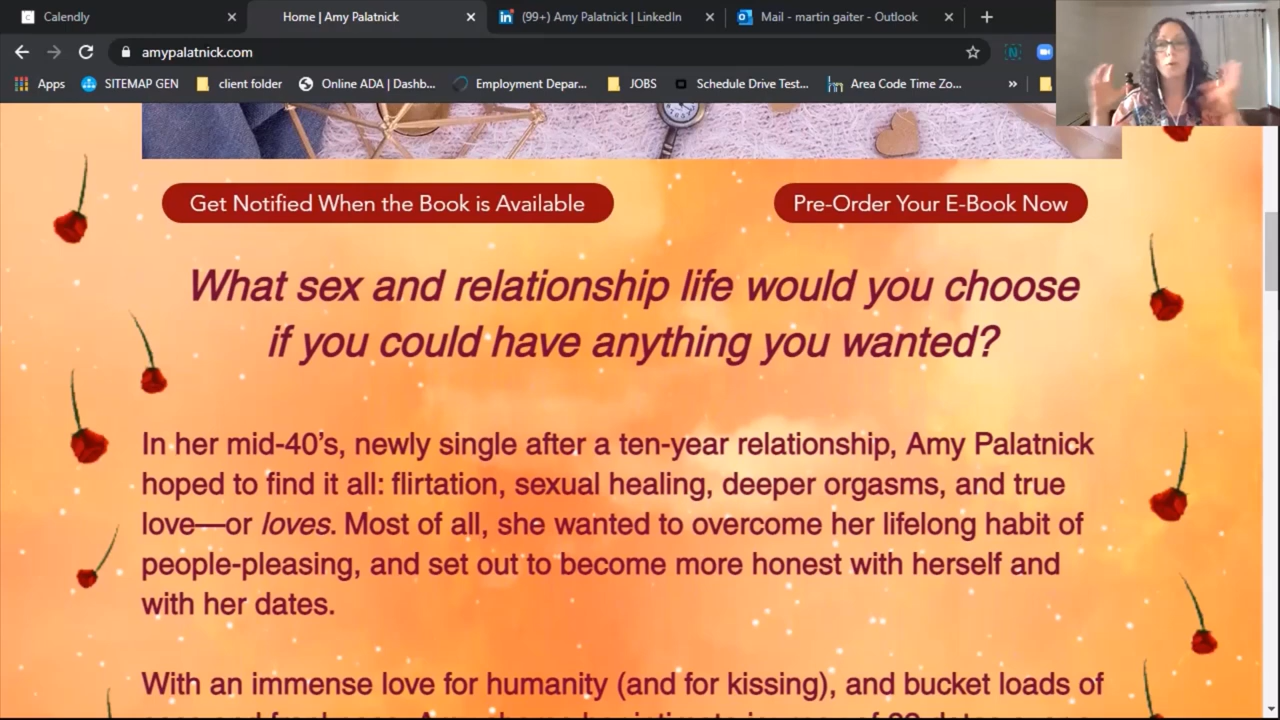 Calendly
Home | Amy Palatnick
(99+) Amy Palatnick | LinkedIn
Mail - martin gaiter - Outlook
amypalatnick.com
Apps
SITEMAP GEN
client folder
Online ADA | Dashb...
Employment Depar...
JOBS
Schedule Drive Test...
Area Code Time Zo...
Get Notified When the Book is Available
Pre-Order Your E-Book Now
What sex and relationship life would you choose
if you could have anything you wanted?
In her mid-40’s, newly single after a ten-year relationship, Amy Palatnick
hoped to find it all: flirtation, sexual healing, deeper orgasms, and true
love—or loves. Most of all, she wanted to overcome her lifelong habit of
people-pleasing, and set out to become more honest with herself and
with her dates.
With an immense love for humanity (and for kissing), and bucket loads of